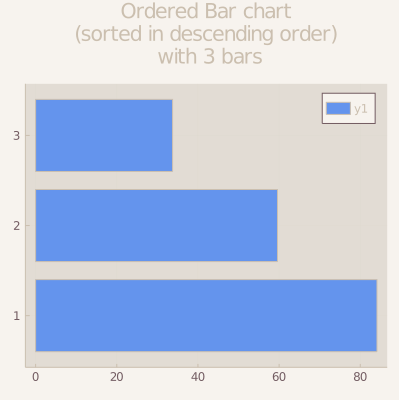 Ordered Bar chart
(sorted in descending order)
with 3 bars
y1
3
2
1
0 20 40 60 80